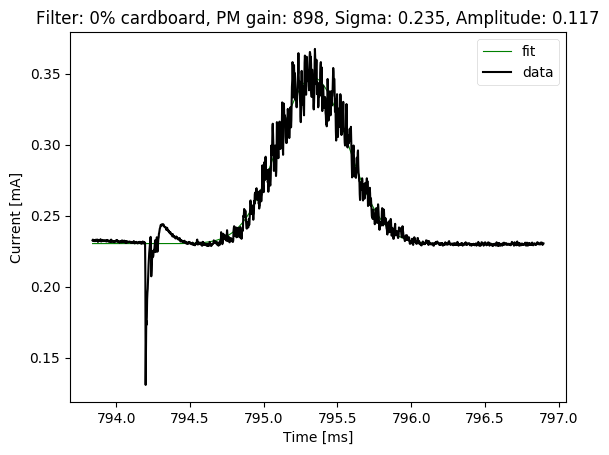 Filter: 0% cardboard, PM gain: 898, Sigma: 0.235, Amplitude: 0.117
fit
data
0.35
0.30
0.25
0.20
0.15
Current [mA]
794.0 794.5 795.0 795.5 796.0 796.5 797.0
Time [ms]